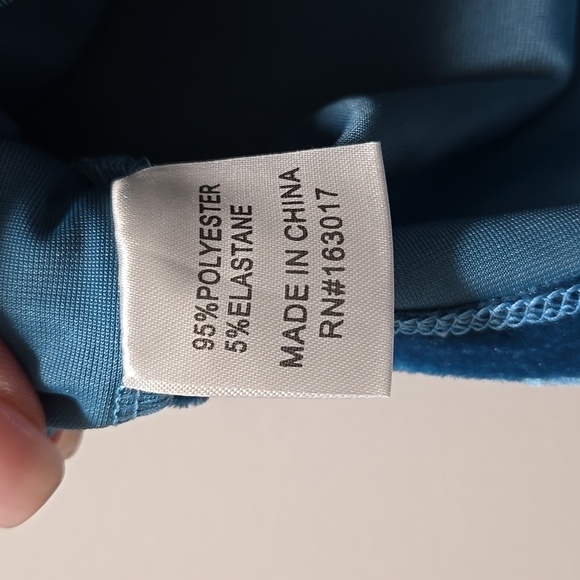 95%POLYESTER
5%ELASTANE
MADE IN CHINA
RN#163017